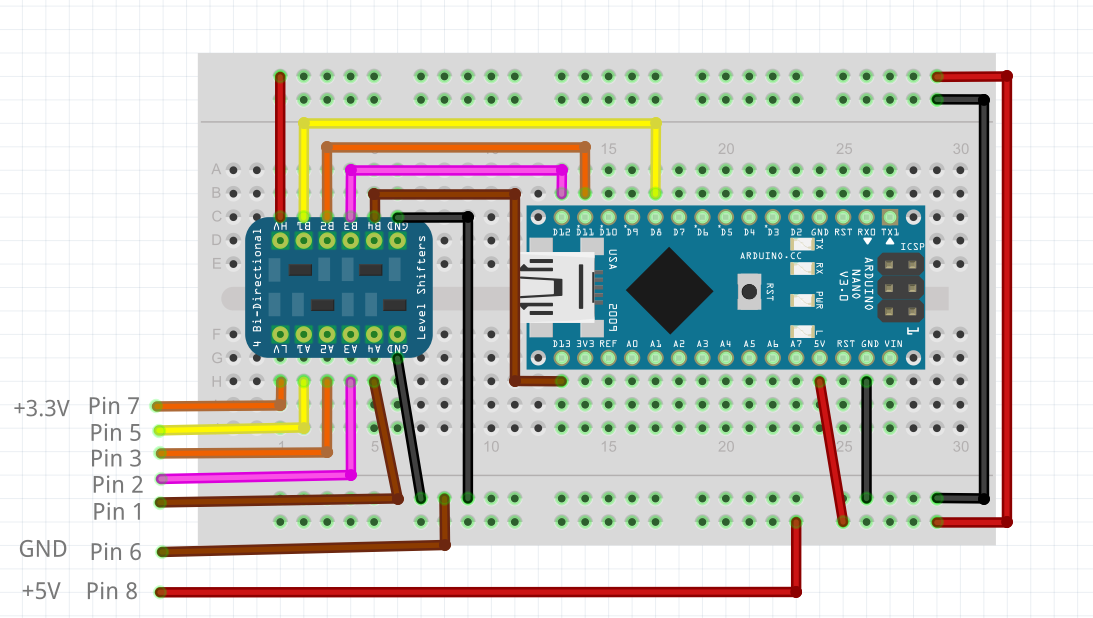 15 20 25 30
A
B
C
D
E
F
G
H
HV B1 B2 B3 B4 GND
4 Bi-Directional
Level Shifters
LV A1 A2 A3 A4 GND
D12 D11 D10 D9 D8 D7 D6 D5 D4 D3 D2 GND RST RX0 TX1
USA
2009
ARDUINO.CC
RST
TX
RX
PWR
L
ARDUINO
NANO
V3.0
ICSP
1
D13 3V3 REF A0 A1 A2 A3 A4 A5 A6 A7 5V RST GND VIN
1 5 10 15 20 25 30
+3.3V Pin 7
Pin 5
Pin 3
Pin 2
Pin 1
GND Pin 6
+5V Pin 8